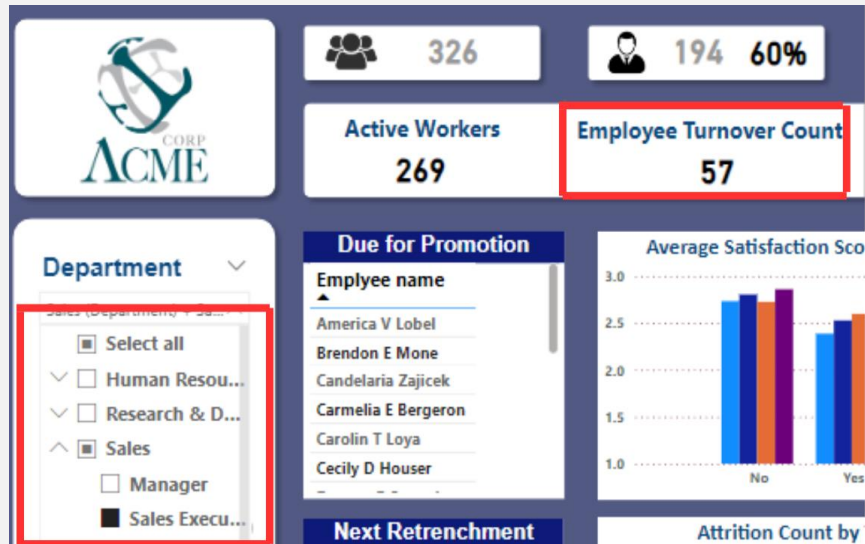 326
194 60%
CORP
ACME
Active Workers
269
Employee Turnover Count
57
Department
Sales (Department) + Sa...
Select all
Human Resou...
Research & D...
Sales
Manager
Sales Execu...
Due for Promotion
Emplyee name
America V Lobel
Brendon E Mone
Candelaria Zajicek
Carmelia E Bergeron
Carolin T Loya
Cecily D Houser
Next Retrenchment
Average Satisfaction Sco
3.0
2.5
2.0
1.5
1.0
No Yes
Attrition Count by